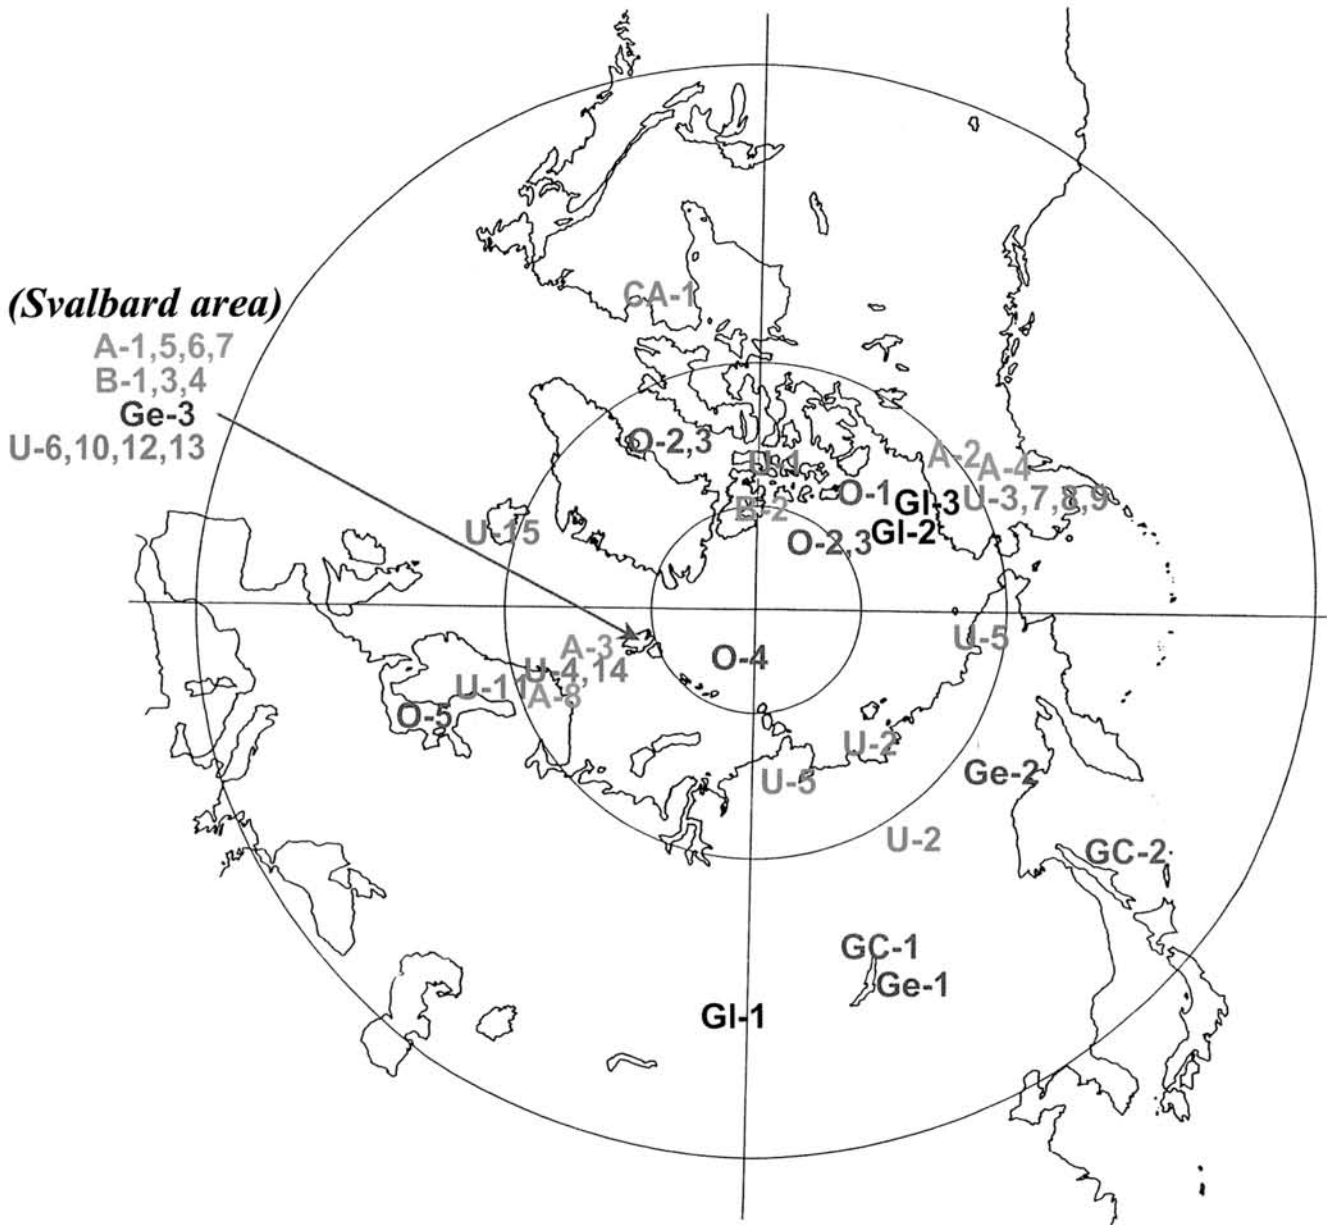 CA-1
(Svalbard area)
A-1,5,6,7
B-1,3,4
Ge-3
U-6,10,12,13
O-2,3
U-1
A-2
A-4
O-1
Gl-3
U-3,7,8,9
B-2
U-15
O-2,3
Gl-2
A-3
U-5
O-4
U-4,14
U-11
A-8
O-5
U-2
U-5
Ge-2
U-2
GC-2
GC-1
Ge-1
Gl-1